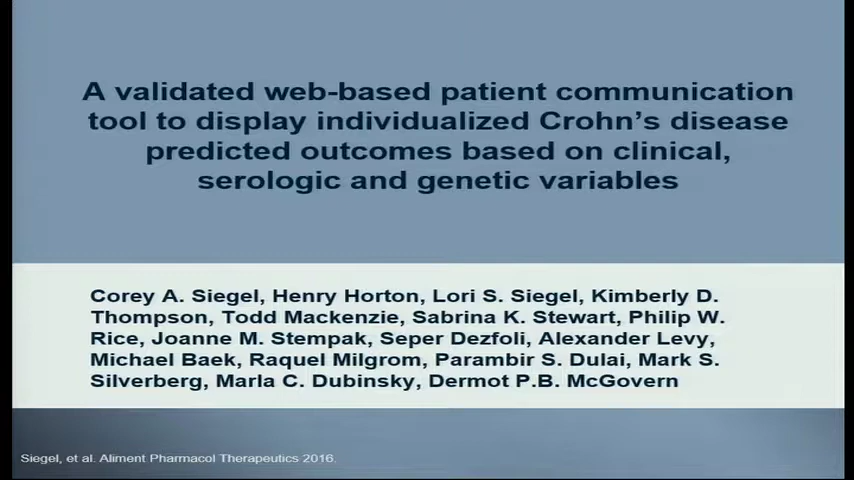 A validated web-based patient communication
tool to display individualized Crohn's disease
predicted outcomes based on clinical,
serologic and genetic variables
Corey A. Siegel, Henry Horton, Lori S. Siegel, Kimberly D.
Thompson, Todd Mackenzie, Sabrina K. Stewart, Philip W.
Rice, Joanne M. Stempak, Seper Dezfoli, Alexander Levy,
Michael Baek, Raquel Milgrom, Parambir S. Dulai, Mark S.
Silverberg, Marla C. Dubinsky, Dermot P.B. McGovern
Siegel, et al. Aliment Pharmacol Therapeutics 2016.